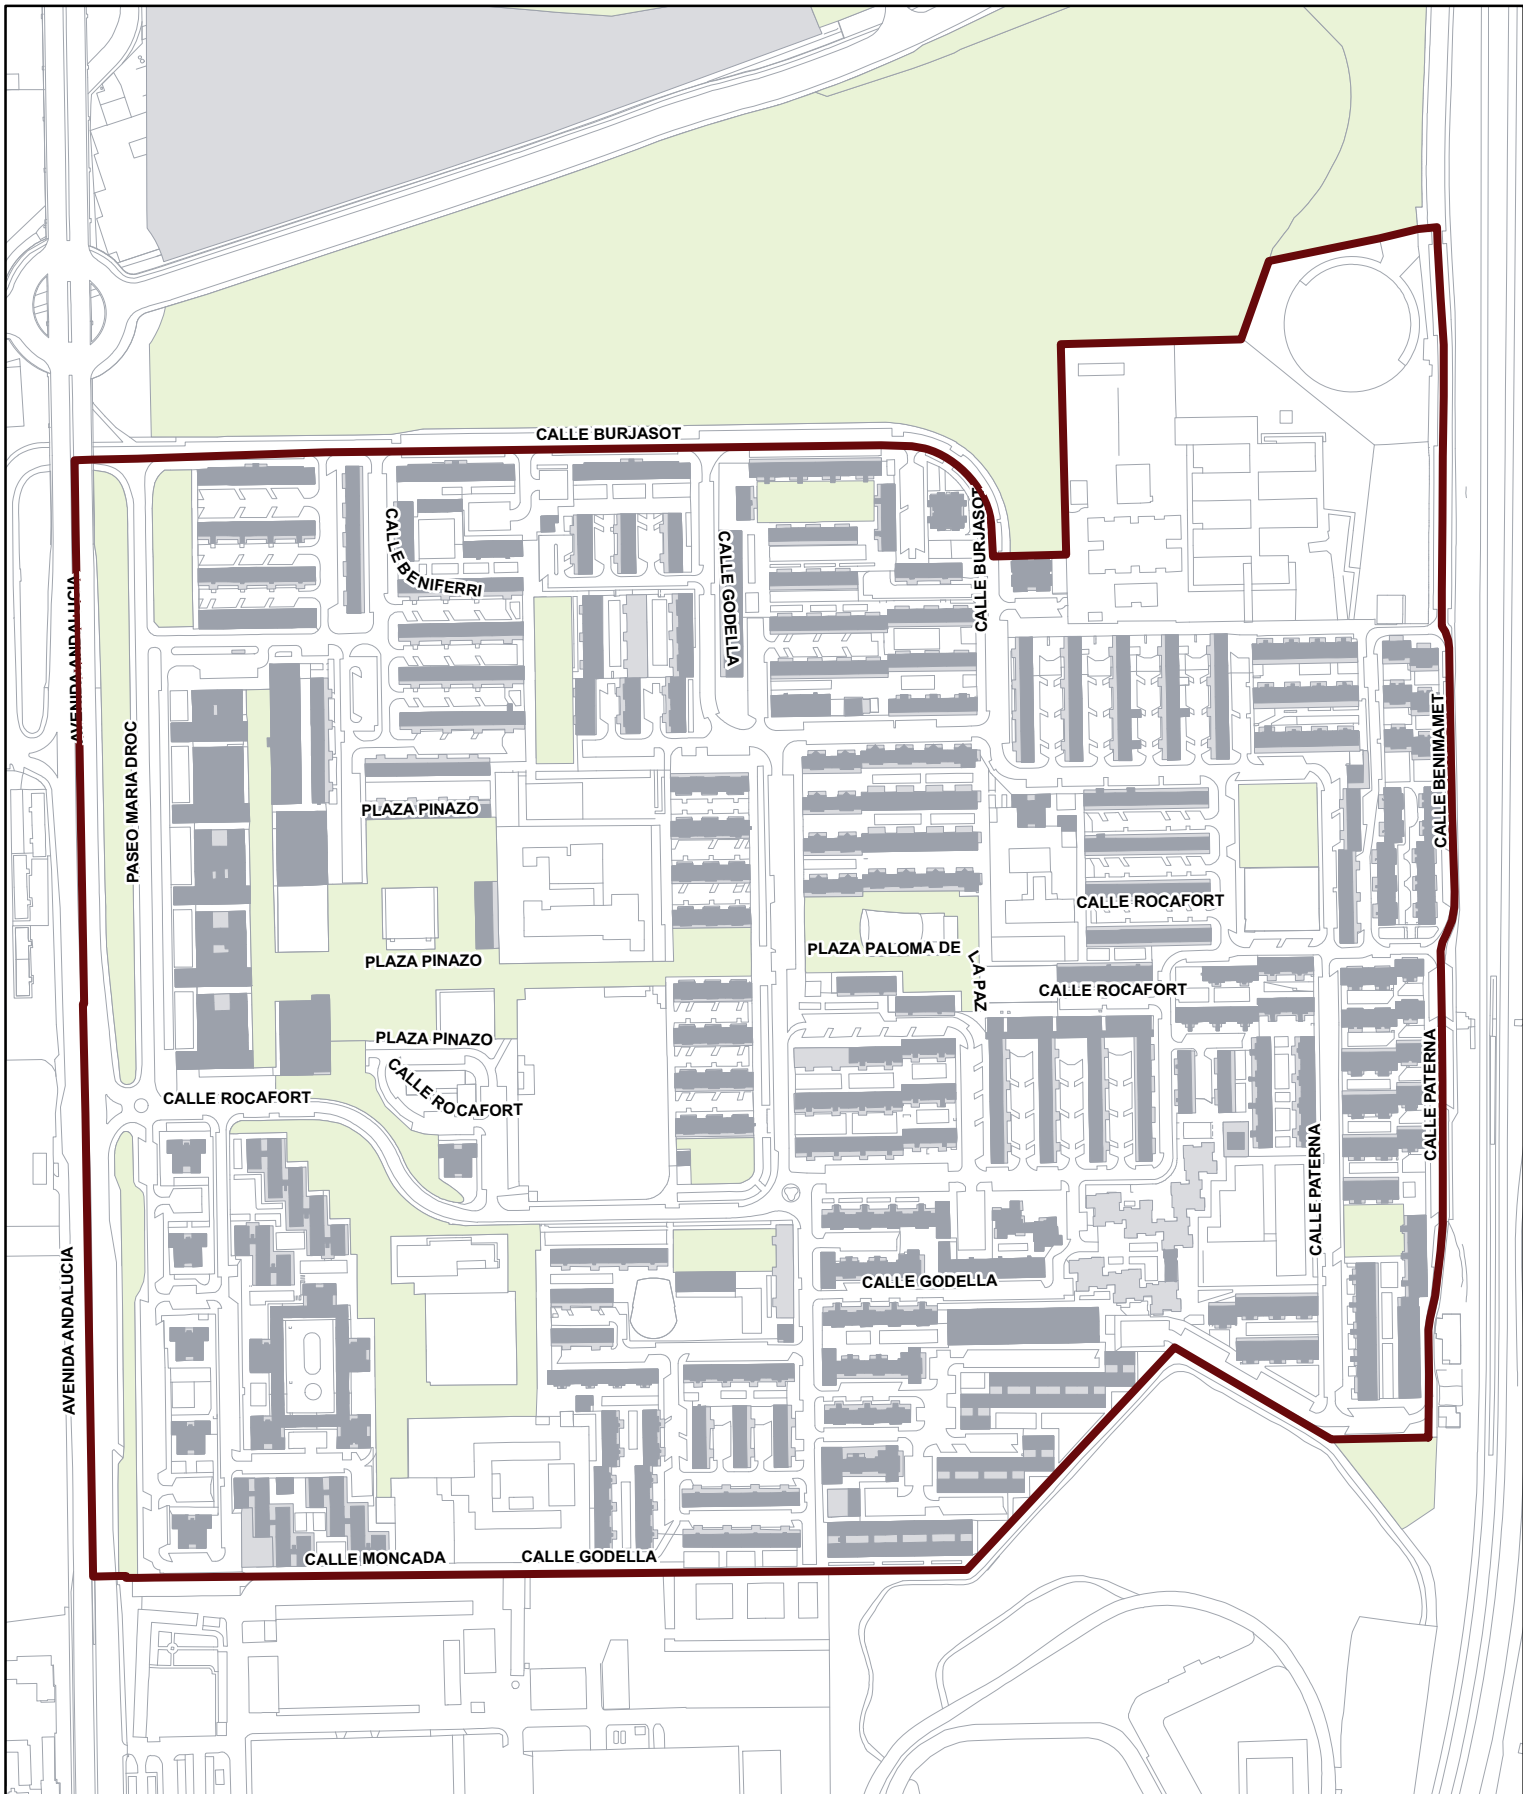 CALLE BURJASOT
CALLE BURJASOT
CALLE BENIFERRI
CALLE GODELLA
AVENIDA ANDALUCIA
PASEO MARIA DROC
CALLE BENIMAMET
PLAZA PINAZO
CALLE ROCAFORT
PLAZA PALOMA DE
LA PAZ
PLAZA PINAZO
CALLE ROCAFORT
PLAZA PINAZO
CALLE ROCAFORT
CALLE ROCAFORT
CALLE PATERNA
CALLE PATERNA
CALLE GODELLA
AVENIDA ANDALUCIA
CALLE MONCADA
CALLE GODELLA